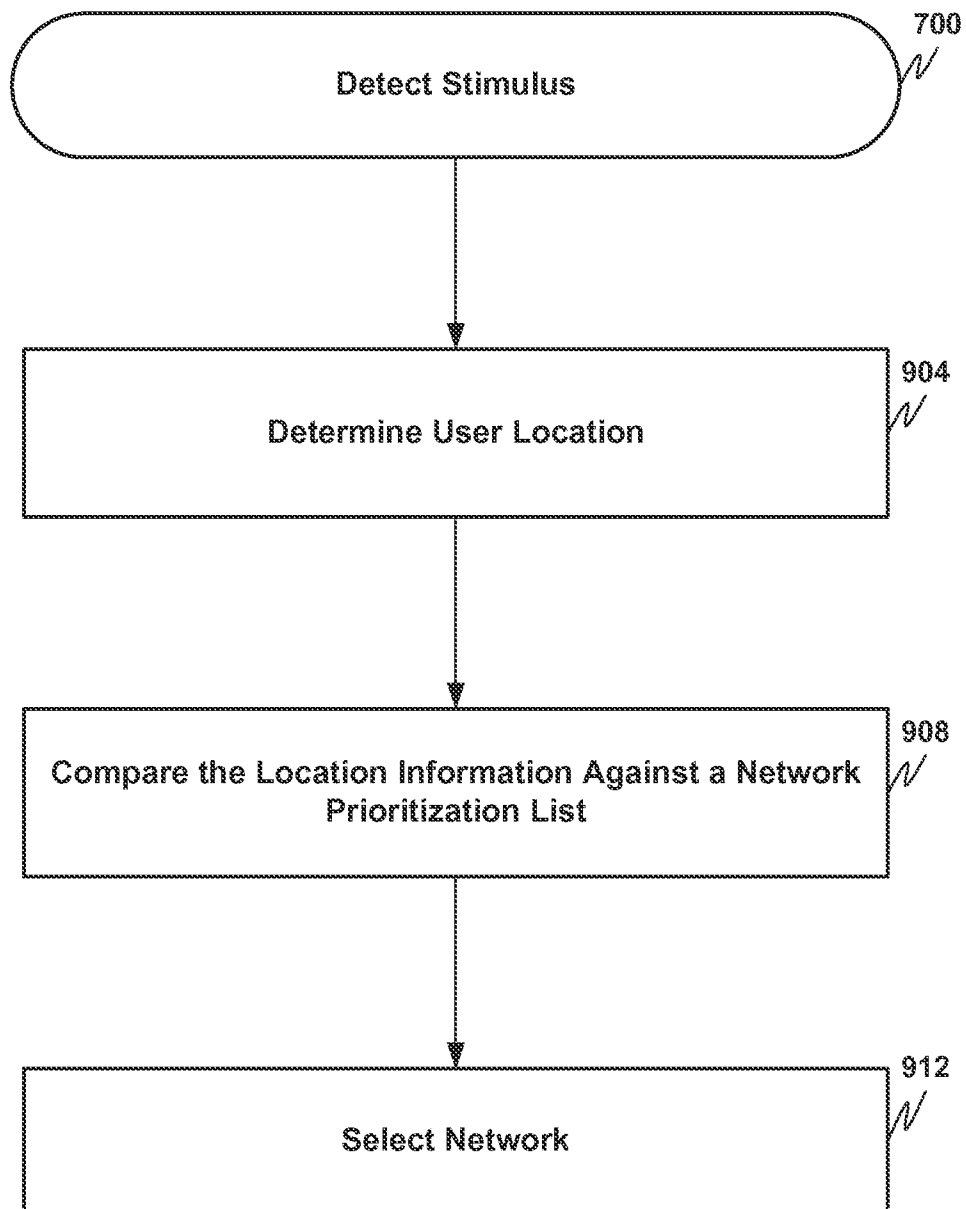 700
Detect Stimulus
904
Determine User Location
908
Compare the Location Information Against a Network
Prioritization List
912
Select Network